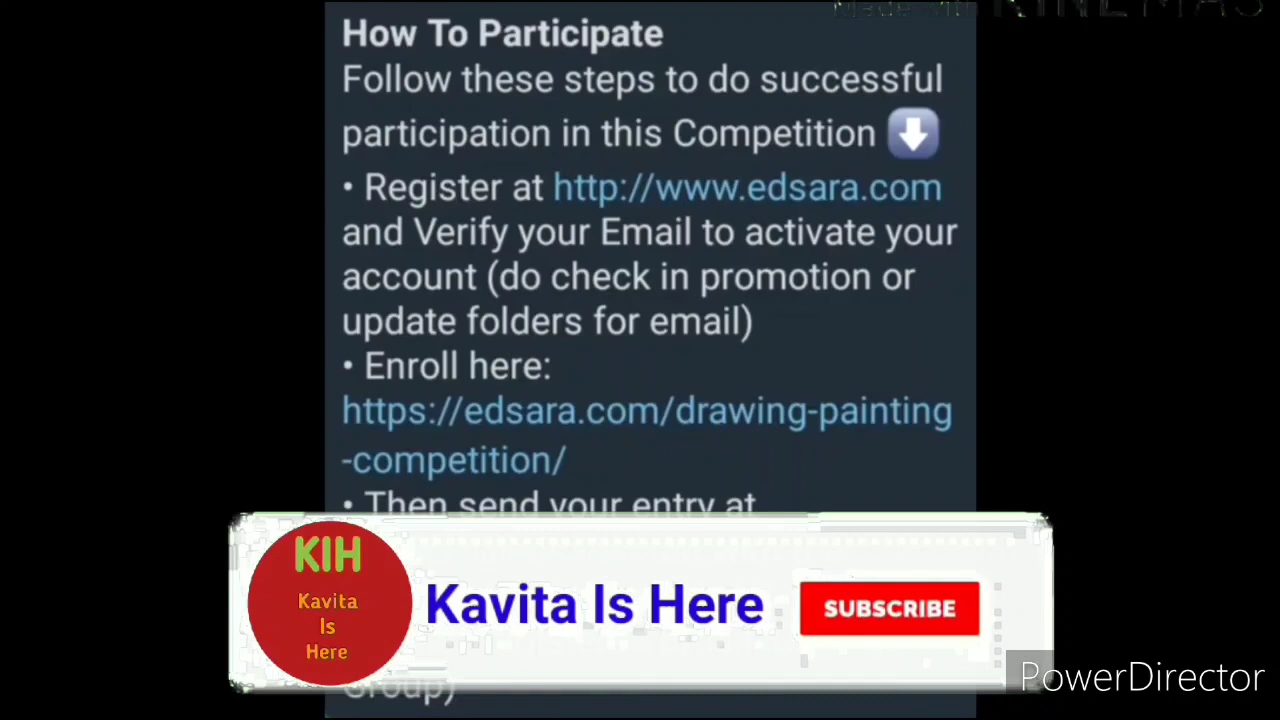 How To Participate
Follow these steps to do successful
participation in this Competition
• Register at http://www.edsara.com
and Verify your Email to activate your
account (do check in promotion or
update folders for email)
• Enroll here:
https://edsara.com/drawing-painting
-competition/
• Then send your entry at
KIH
Kavita
Is
Here
Kavita Is Here
SUBSCRIBE
Group)
PowerDirector